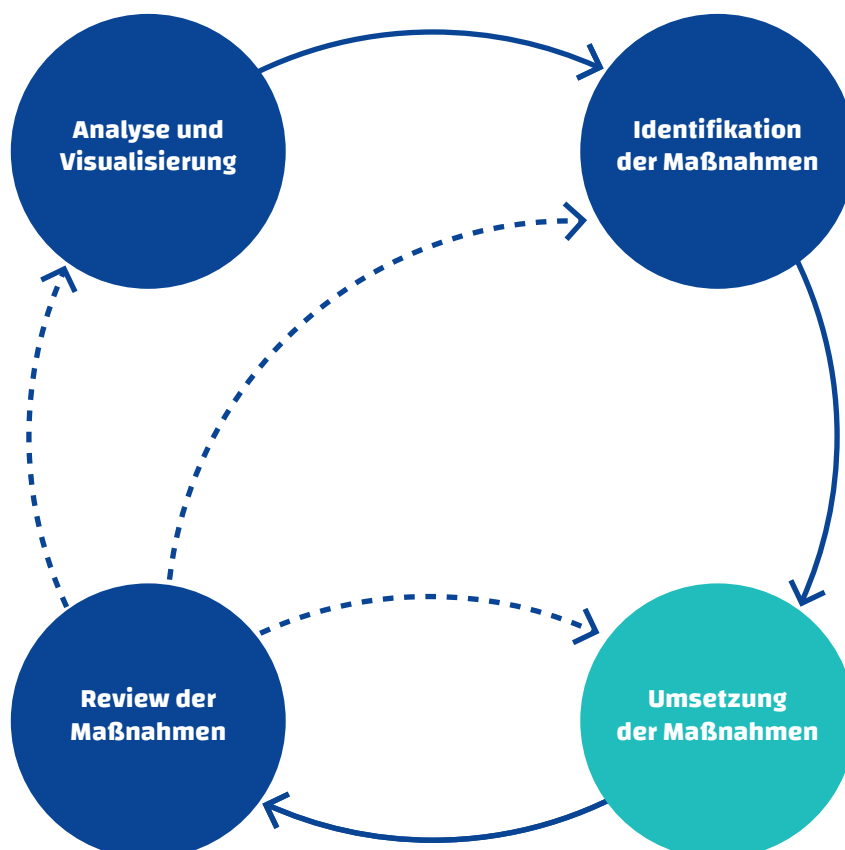 Analyse und
Visualisierung
Identifikation
der Maßnahmen
Review der
Maßnahmen
Umsetzung
der Maßnahmen